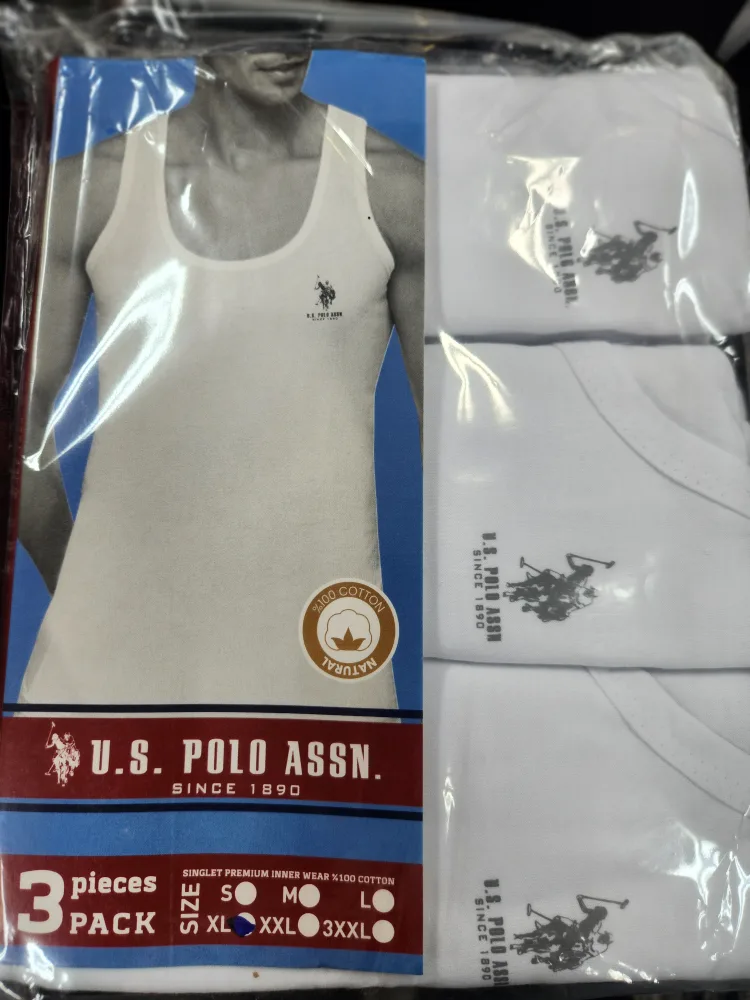 U.S. POLO ASSN.
SINCE 1890
%100 COTTON
NATURAL
U.S. POLO ASSN.
SINCE 1890
3 pieces PACK
SINGLET PREMIUM INNER WEAR %100 COTTON
SIZE
S M L
XL XXL 3XXL
U.S. POLO ASSN.
SINCE 1890
U.S. POLO ASSN
SINCE 1890
U.S. POLO ASSN
SINCE 1890